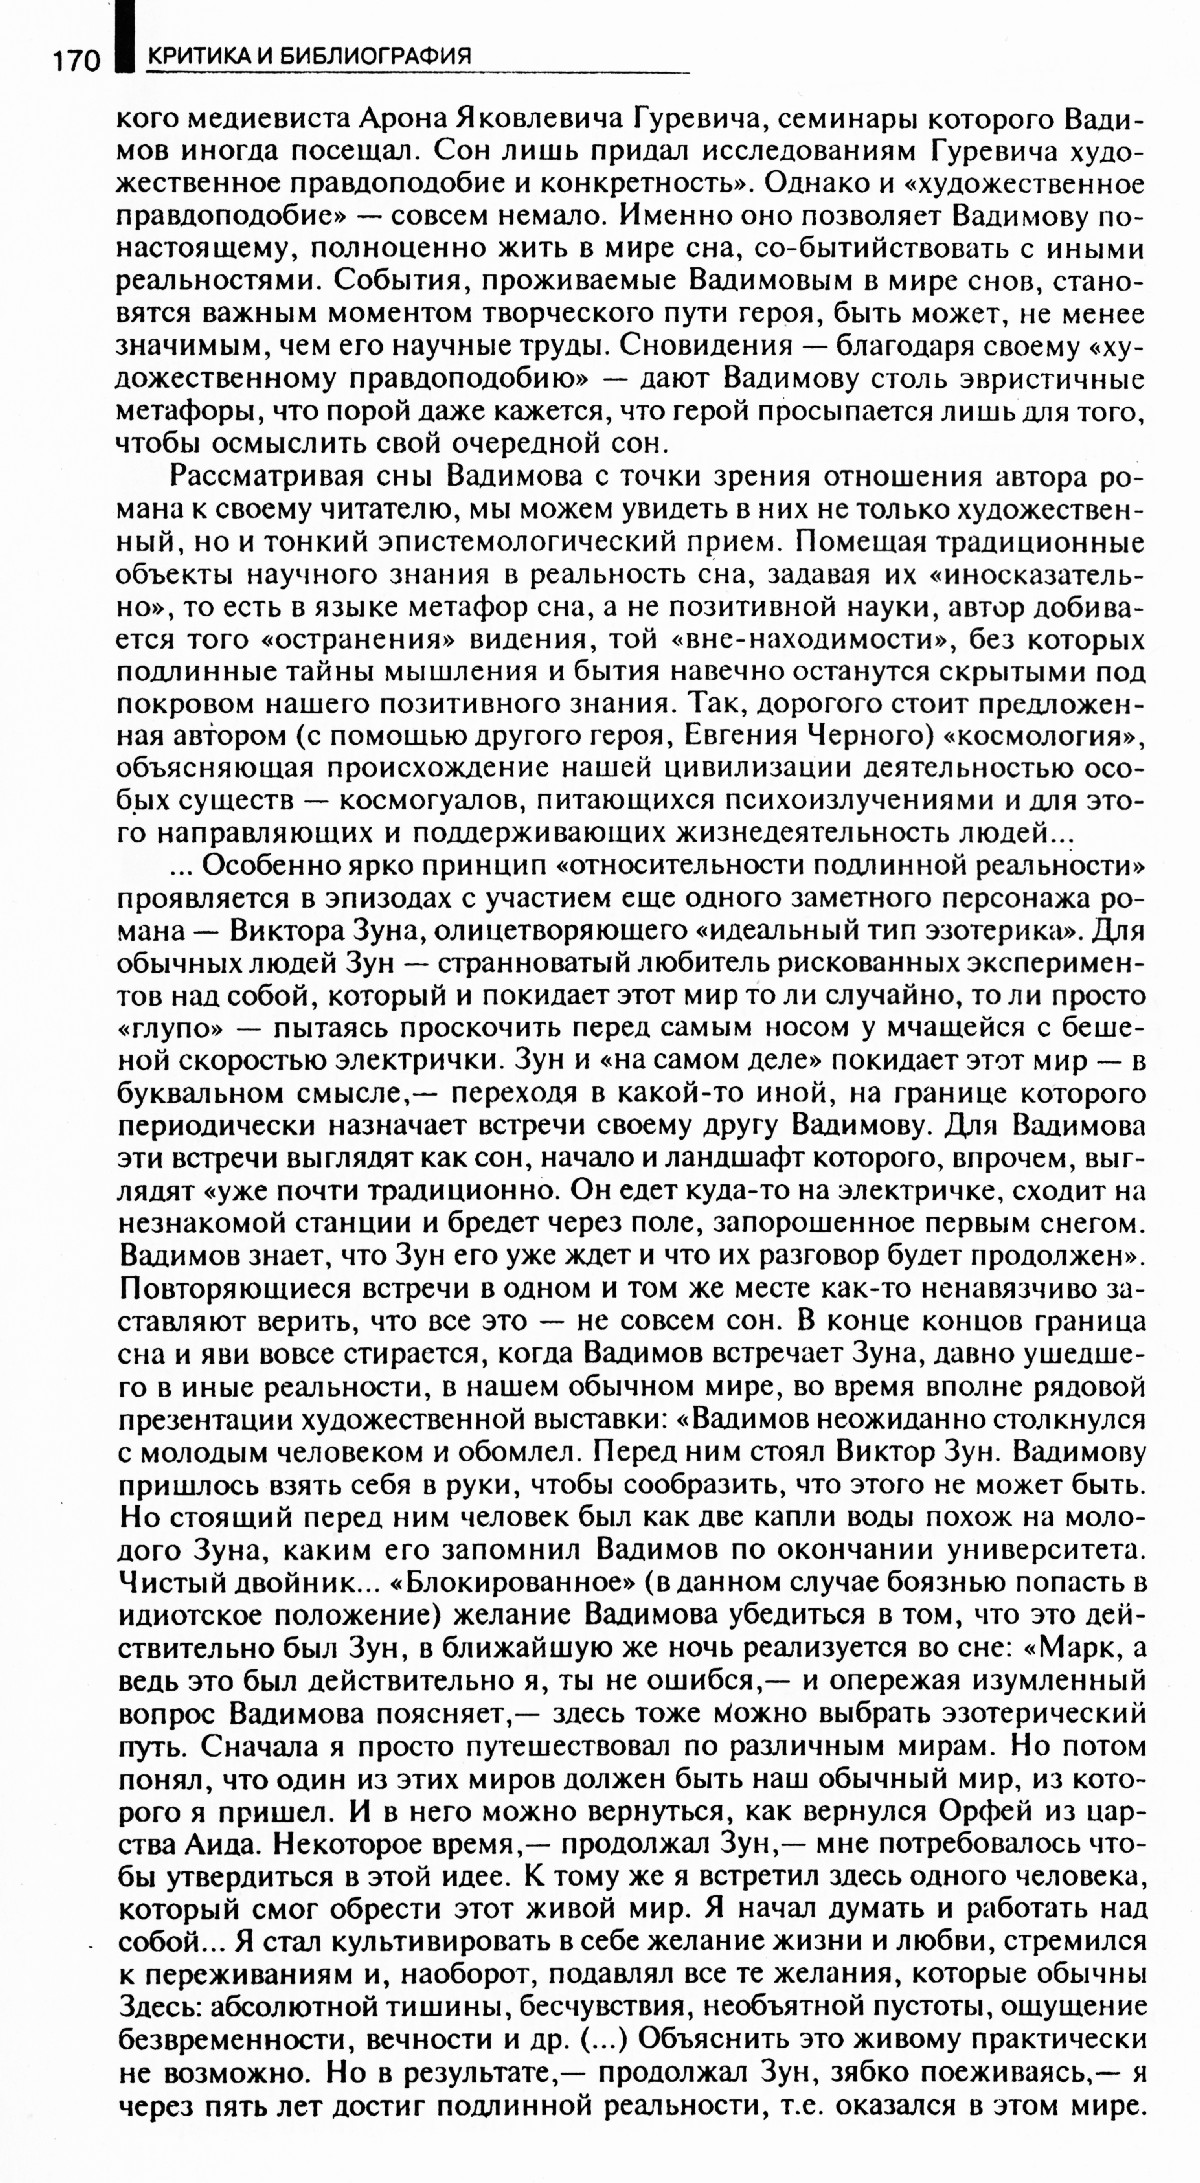 170 КРИТИКА И БИБЛИОГРАФИЯ
кого медиевиста Арона Яковлевича Гуревича, семинары которого Вади-
мов иногда посещал. Сон лишь придал исследованиям Гуревича худо-
жественное правдоподобие и конкретность». Однако и «художественное
правдоподобие» — совсем немало. Именно оно позволяет Вадимову по-
настоящему, полноценно жить в мире сна, со-бытийствовать с иными
реальностями. События, проживаемые Вадимовым в мире снов, стано-
вятся важным моментом творческого пути героя, быть может, не менее
значимым, чем его научные труды. Сновидения — благодаря своему «ху-
дожественному правдоподобию» — дают Вадимову столь эвристичные
метафоры, что порой даже кажется, что герой просыпается лишь для того,
чтобы осмыслить свой очередной сон.
Рассматривая сны Вадимова с точки зрения отношения автора ро-
мана к своему читателю, мы можем увидеть в них не только художествен-
ный, но и тонкий эпистемологический прием. Помещая традиционные
объекты научного знания в реальность сна, задавая их «иносказатель-
но», то есть в языке метафор сна, а не позитивной науки, автор добива-
ется того «остранения» видения, той «вне-находимости», без которых
подлинные тайны мышления и бытия навечно останутся скрытыми под
покровом нашего позитивного знания. Так, дорогого стоит предложен-
ная автором (с помощью другого героя, Евгения Черного) «космология»,
объясняющая происхождение нашей цивилизации деятельностью осо-
бых существ — космогуалов, питающихся психоизлучениями и для это-
го направляющих и поддерживающих жизнедеятельность людей...
... Особенно ярко принцип «относительности подлинной реальности»
проявляется в эпизодах с участием еще одного заметного персонажа ро-
мана — Виктора Зуна, олицетворяющего «идеальный тип эзотерика». Для
обычных людей Зун — странноватый любитель рискованных эксперимен-
тов над собой, который и покидает этот мир то ли случайно, то ли просто
«глупо» — пытаясь проскочить перед самым носом у мчащейся с беше-
ной скоростью электрички. Зун и «на самом деле» покидает этот мир — в
буквальном смысле,— переходя в какой-то иной, на границе которого
периодически назначает встречи своему другу Вадимову. Для Вадимова
эти встречи выглядят как сон, начало и ландшафт которого, впрочем, выг-
лядят «уже почти традиционно. Он едет куда-то на электричке, сходит на
незнакомой станции и бредет через поле, запорошенное первым снегом.
Вадимов знает, что Зун его уже ждет и что их разговор будет продолжен».
Повторяющиеся встречи в одном и том же месте как-то ненавязчиво за-
ставляют верить, что все это — не совсем сон. В конце концов граница
сна и яви вовсе стирается, когда Вадимов встречает Зуна, давно ушедше-
го в иные реальности, в нашем обычном мире, во время вполне рядовой
презентации художественной выставки: «Вадимов неожиданно столкнулся
с молодым человеком и обомлел. Перед ним стоял Виктор Зун. Вадимову
пришлось взять себя в руки, чтобы сообразить, что этого не может быть.
Но стоящий перед ним человек был как две капли воды похож на моло-
дого Зуна, каким его запомнил Вадимов по окончании университета.
Чистый двойник... «Блокированное» (в данном случае боязнью попасть в
идиотское положение) желание Вадимова убедиться в том, что это дей-
ствительно был Зун, в ближайшую же ночь реализуется во сне: «Марк, а
ведь это был действительно я, ты не ошибся,— и опережая изумленный
вопрос Вадимова поясняет,— здесь тоже можно выбрать эзотерический
путь. Сначала я просто путешествовал по различным мирам. Но потом
понял, что один из этих миров должен быть наш обычный мир, из кото-
рого я пришел. И в него можно вернуться, как вернулся Орфей из цар-
ства Аида. Некоторое время,— продолжал Зун,— мне потребовалось что-
бы утвердиться в этой идее. К тому же я встретил здесь одного человека,
который смог обрести этот живой мир. Я начал думать и работать над
собой... Я стал культивировать в себе желание жизни и любви, стремился
к переживаниям и, наоборот, подавлял все те желания, которые обычны
Здесь: абсолютной тишины, бесчувствия, необъятной пустоты, ощущение
безвременности, вечности и др. (...) Объяснить это живому практически
не возможно. Но в результате,— продолжал Зун, зябко поеживаясь,— я
через пять лет достиг подлинной реальности, т.е. оказался в этом мире.